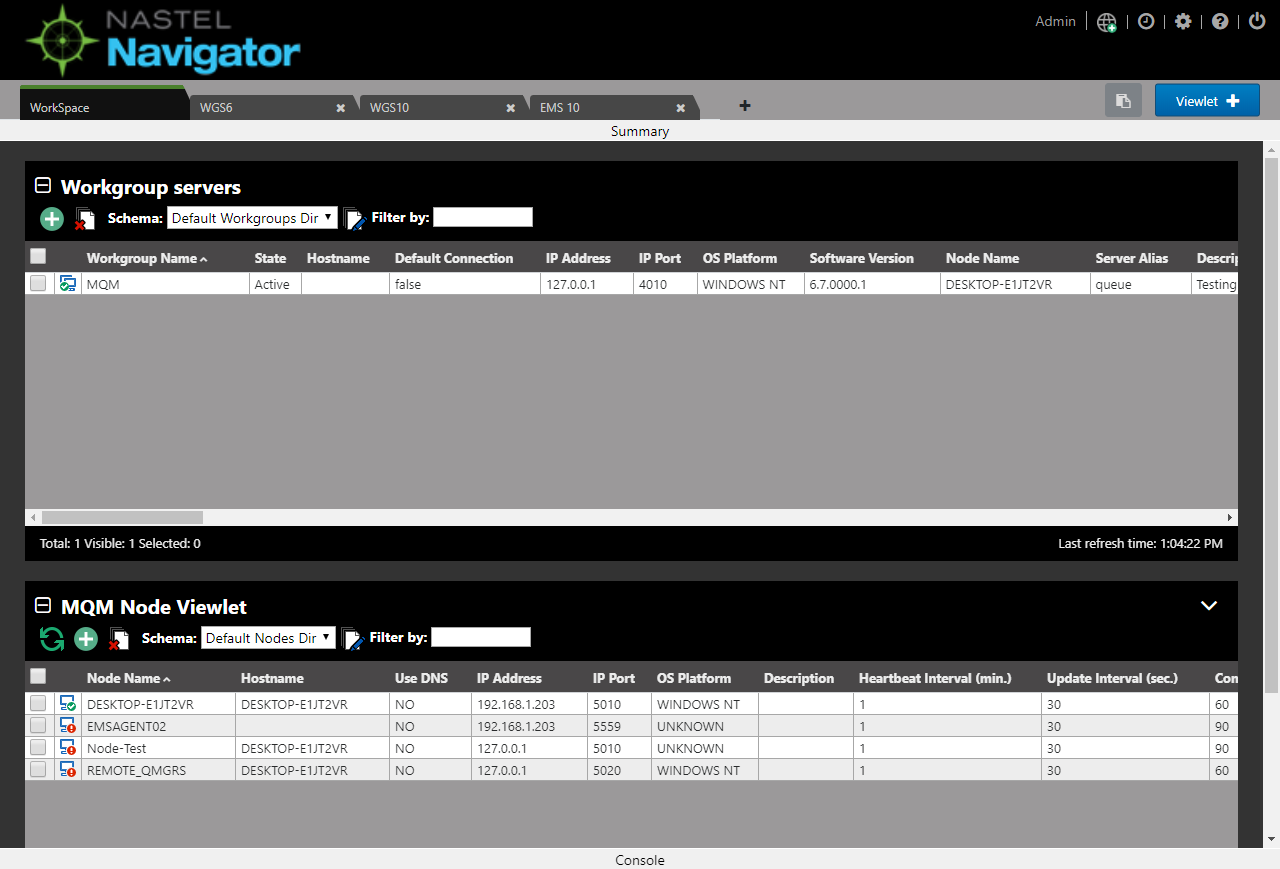 NASTEL
Navigator
Admin
WorkSpace WGS6 WGS10 EMS 10 Viewlet
Summary
Workgroup servers
Schema: Default Workgroups Dir Filter by:
Workgroup Name State Hostname Default Connection IP Address IP Port OS Platform Software Version Node Name Server Alias Descri
MQM Active false 127.0.0.1 4010 WINDOWS NT 6.7.0000.1 DESKTOP-E1JT2VR queue Testing
Total: 1 Visible: 1 Selected: 0 Last refresh time: 1:04:22 PM
MQM Node Viewlet
Schema: Default Nodes Dir Filter by:
Node Name Hostname Use DNS IP Address IP Port OS Platform Description Heartbeat Interval (min.) Update Interval (sec.) Con
DESKTOP-E1JT2VR DESKTOP-E1JT2VR NO 192.168.1.203 5010 WINDOWS NT 1 30 60
EMSAGENT02 NO 192.168.1.203 5559 UNKNOWN 1 30 90
Node-Test DESKTOP-E1JT2VR NO 127.0.0.1 5010 UNKNOWN 1 30 90
REMOTE_QMGRS DESKTOP-E1JT2VR NO 127.0.0.1 5020 WINDOWS NT 1 30 60
Console